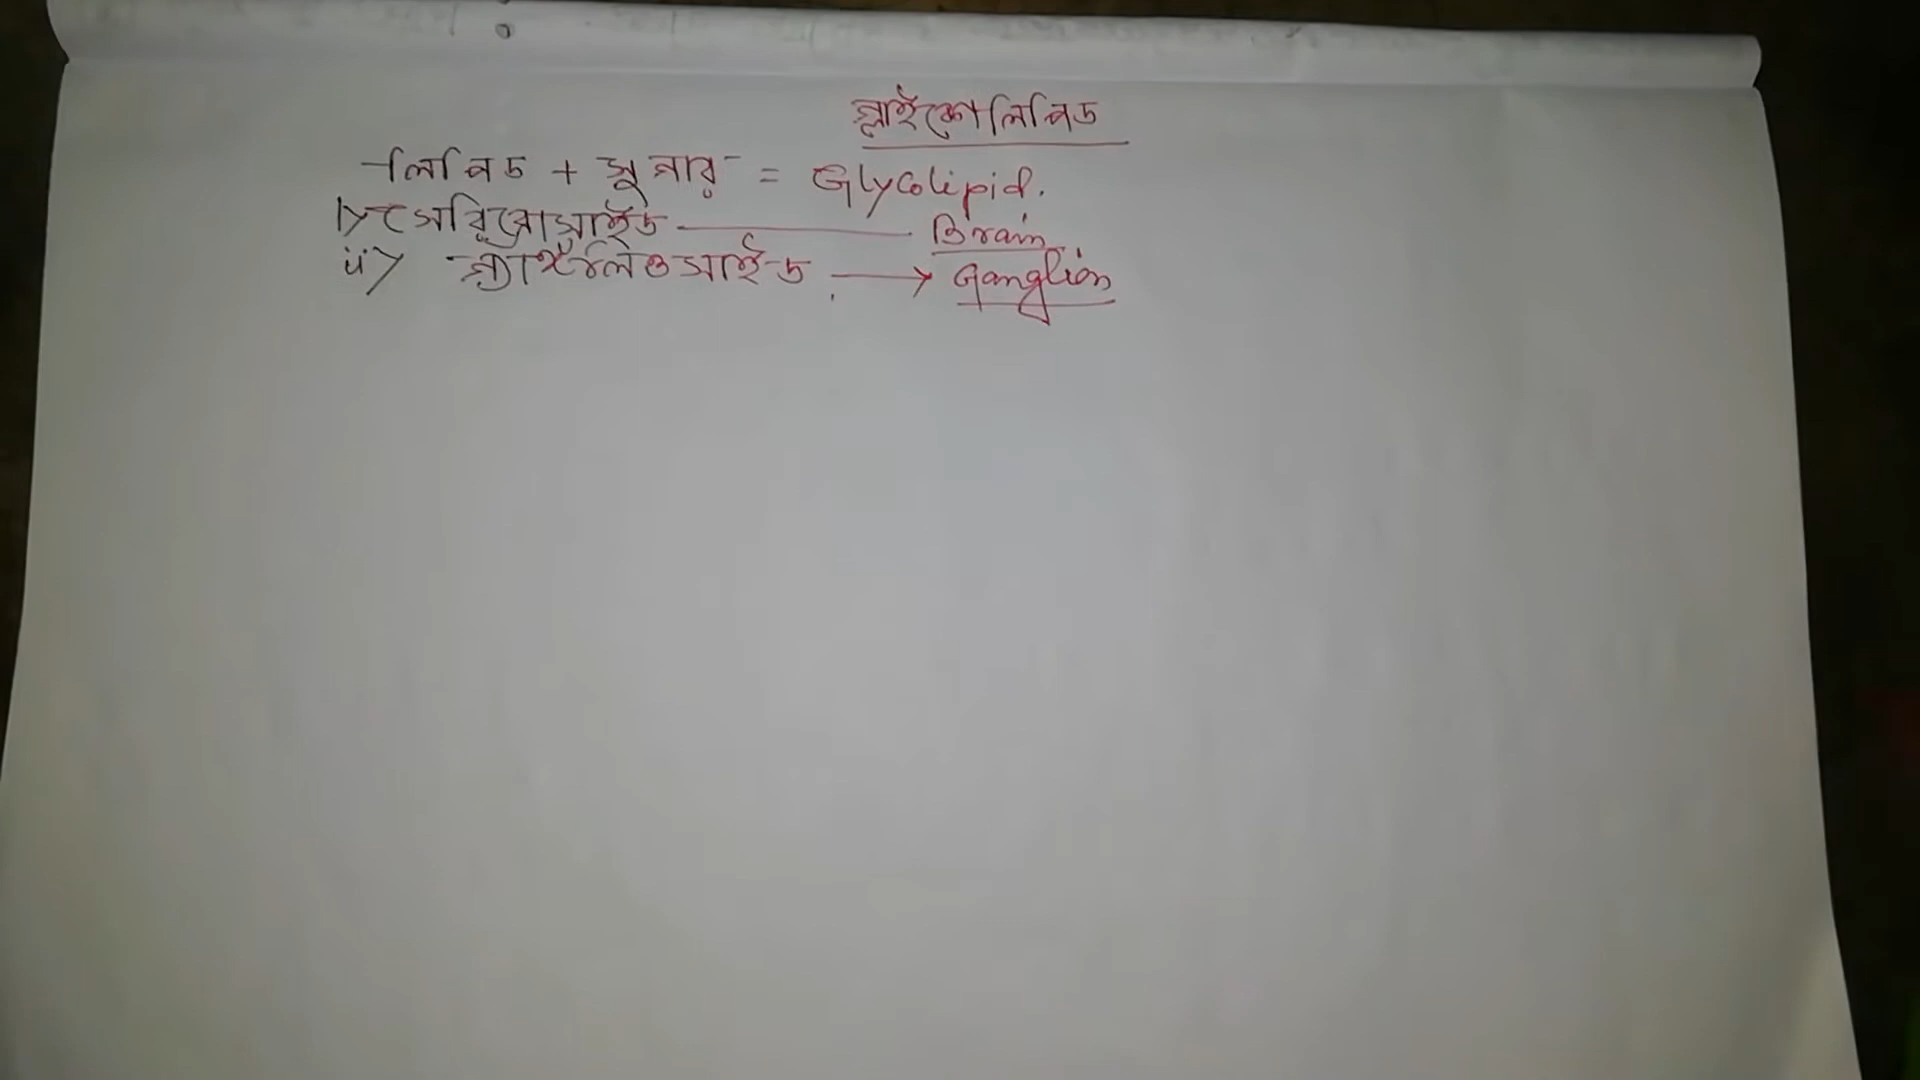 গ্লাইকোলিপিড
লিপিড + সুগার = Glycolipid.
i> সেরিব্রোসাইড — Brain
ii> গ্যাংলিওসাইড → Ganglion